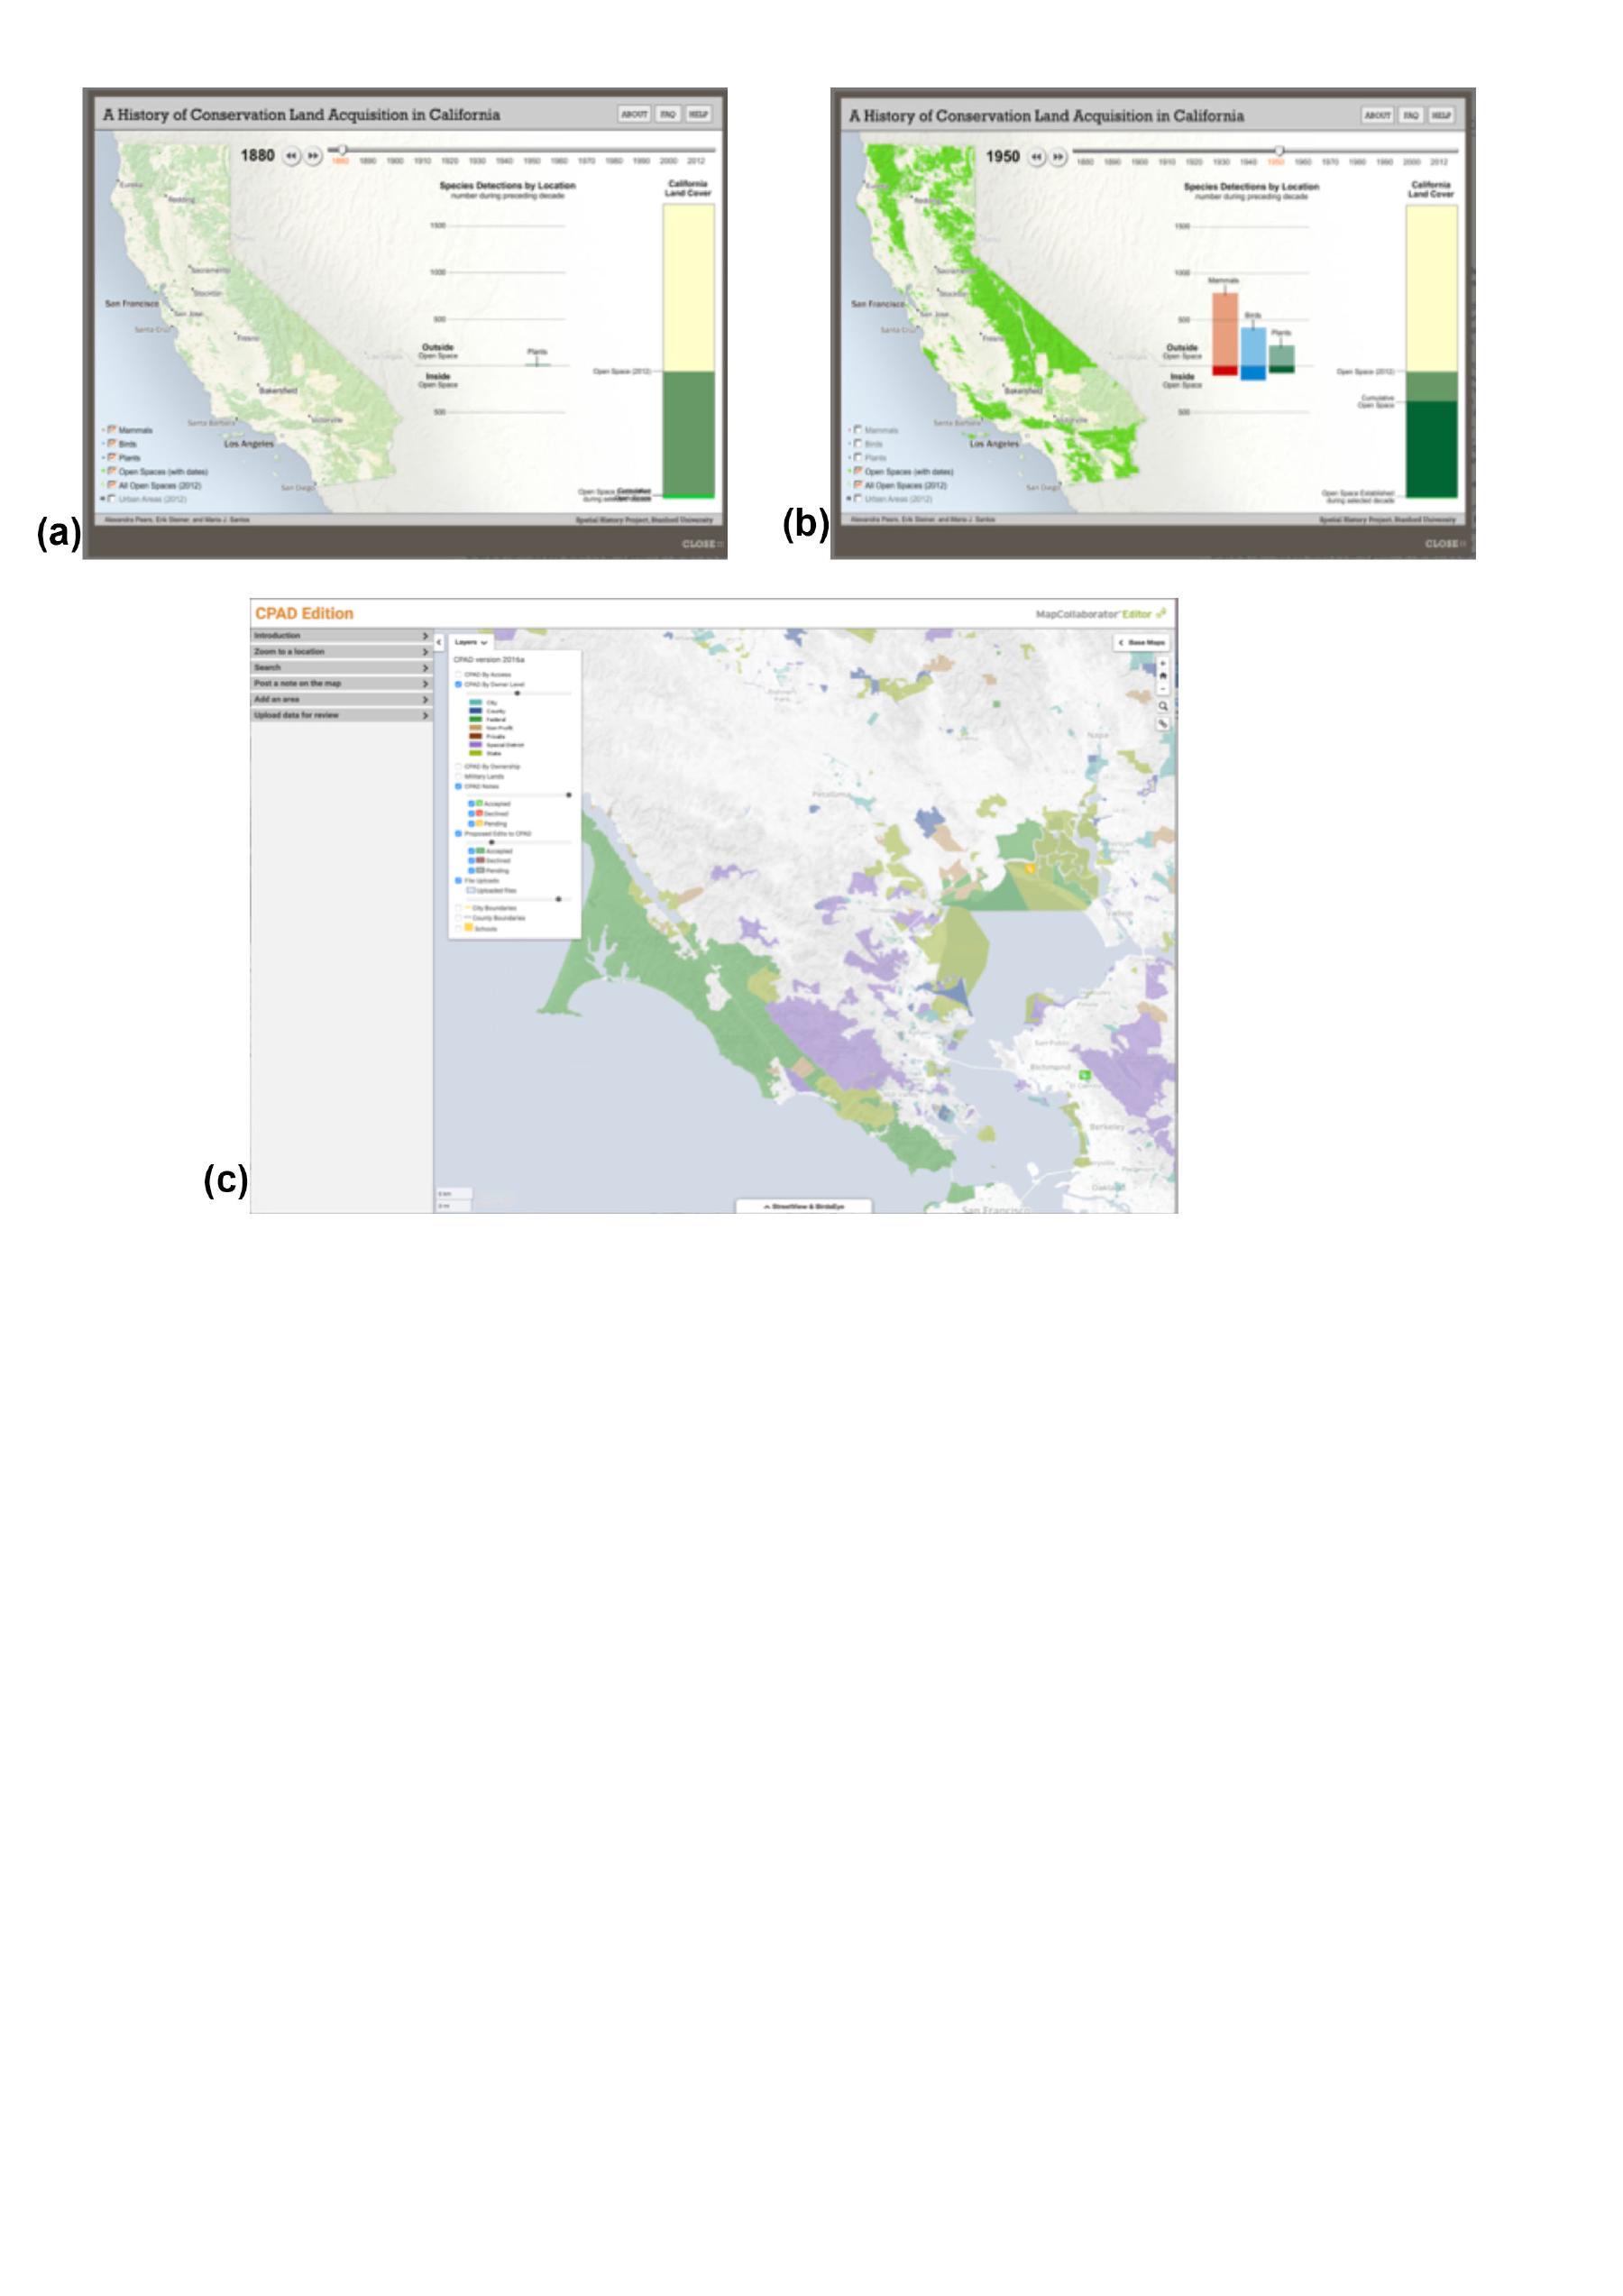 A History of Conservation Land Acquisition in California
ABOUT FAQ HELP
1880
1880 1890 1900 1910 1920 1930 1940 1950 1960 1970 1980 1990 2000 2012
Species Detections by Location
number during preceding decade
California
Land Cover
1500
1000
500
Outside
Open Space
Plants
Inside
Open Space
500
Open Space (2012)
Open Space
during selected decade
Eureka
Redding
Sacramento
Stockton
San Francisco
San Jose
Santa Cruz
Fresno
Las Vegas
Bakersfield
Santa Barbara
Victorville
Los Angeles
San Diego
Mammals
Birds
Plants
Open Spaces (with dates)
All Open Spaces (2012)
Urban Areas (2012)
Alexandra Peers, Erik Steiner, and Maria J. Santos
Spatial History Project, Stanford University
CLOSE
(a)
A History of Conservation Land Acquisition in California
ABOUT FAQ HELP
1950
1880 1890 1900 1910 1920 1930 1940 1950 1960 1970 1980 1990 2000 2012
Species Detections by Location
number during preceding decade
California
Land Cover
1500
1000
Mammals
500
Birds
Plants
Outside
Open Space
Inside
Open Space
500
Open Space (2012)
Cumulative
Open Space
Open Space Established
during selected decade
Eureka
Redding
Sacramento
Stockton
San Francisco
San Jose
Santa Cruz
Fresno
Las Vegas
Bakersfield
Santa Barbara
Victorville
Los Angeles
San Diego
Mammals
Birds
Plants
Open Spaces (with dates)
All Open Spaces (2012)
Urban Areas (2012)
Alexandra Peers, Erik Steiner, and Maria J. Santos
Spatial History Project, Stanford University
CLOSE
(b)
CPAD Edition
MapCollaborator Editor
Introduction
Zoom to a location
Search
Post a note on the map
Add an area
Upload data for review
Layers
CPAD version 2016a
CPAD By Access
CPAD By Owner Level
City
County
Federal
Non Profit
Private
Special District
State
CPAD By Ownership
Military Lands
CPAD Notes
Accepted
Declined
Pending
Proposed Edits to CPAD
Accepted
Declined
Pending
File Uploads
Uploaded files
City Boundaries
County Boundaries
Schools
Base Maps
Napa
Petaluma
San Pablo
Richmond
El Cerrito
Berkeley
Oakland
San Francisco
StreetView & BirdsEye
(c)